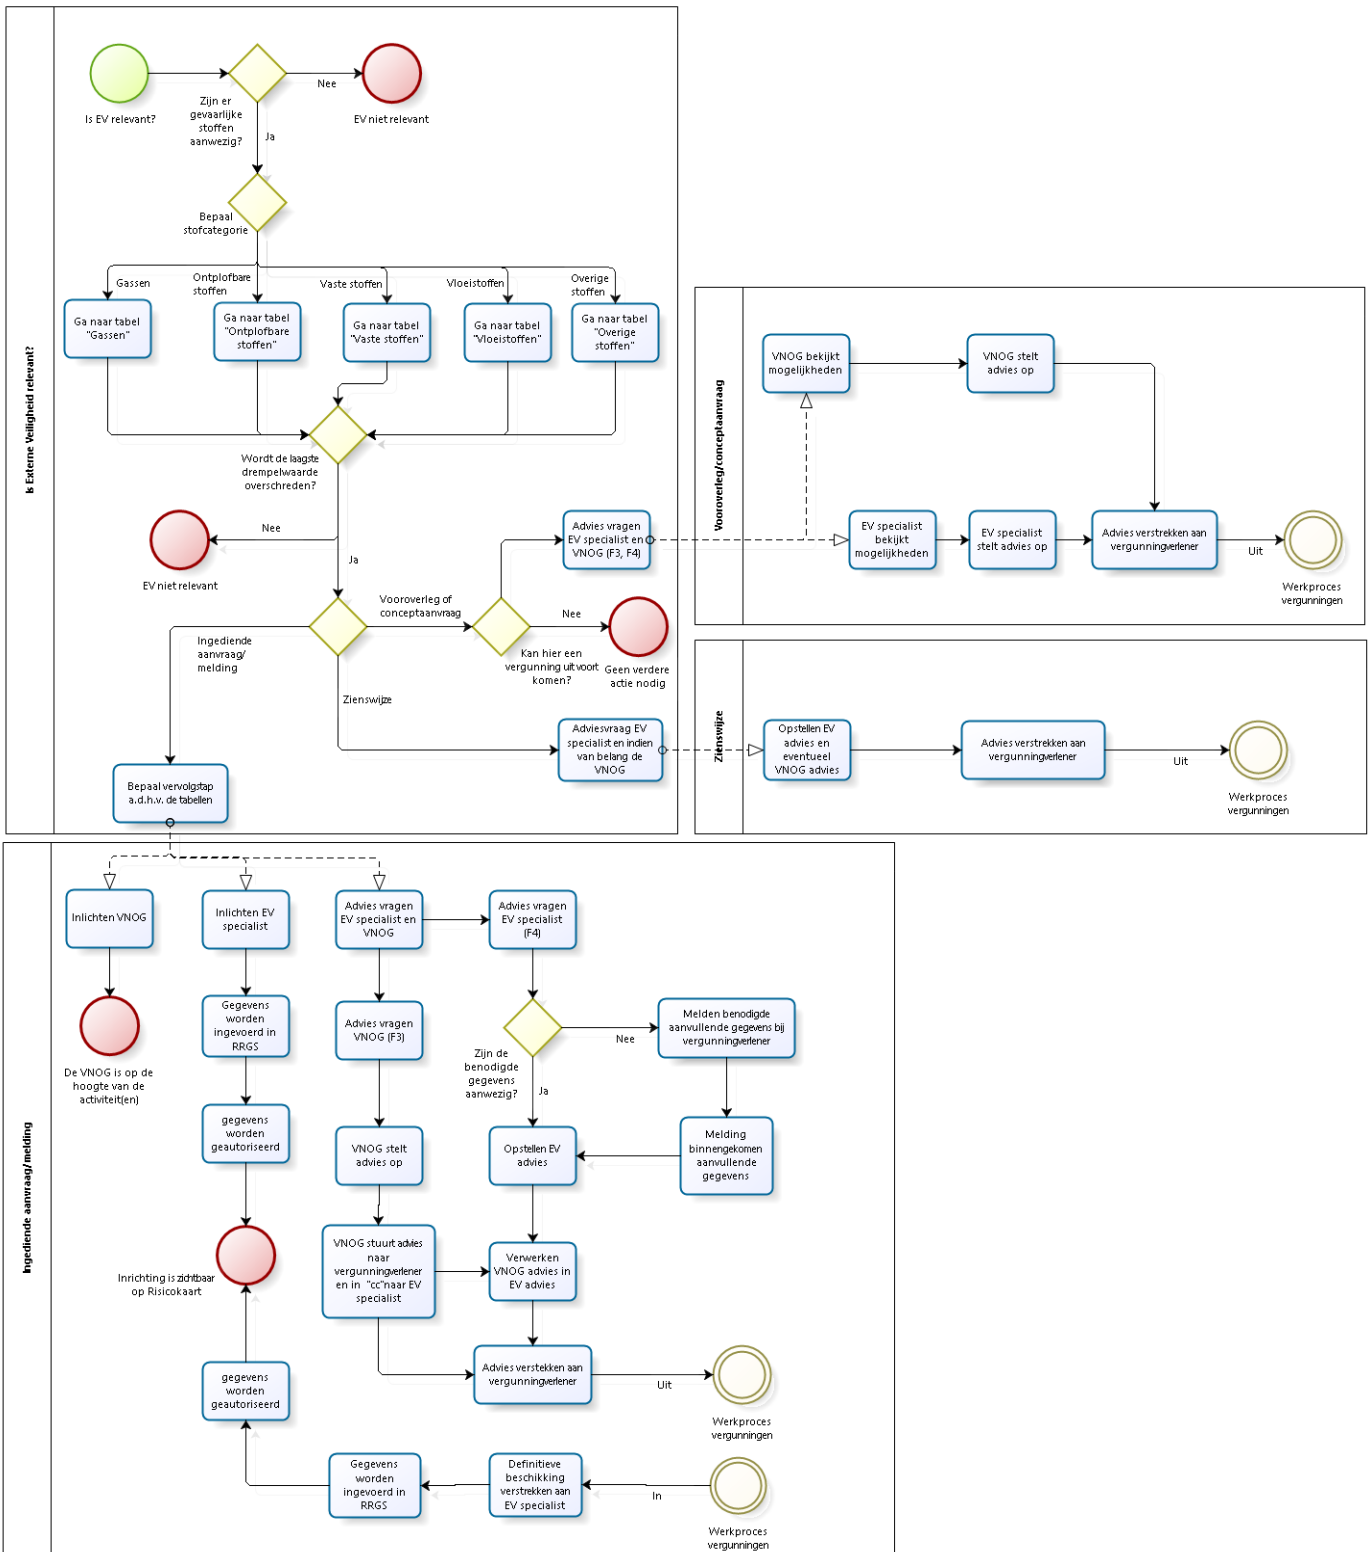 Is Externe Veiligheid relevant?
Is EV relevant?
Zijn er
gevaarlijke
stoffen
aanwezig?
Nee
EV niet relevant
Ja
Bepaal
stofcategorie
Gassen
Ontplofbare
stoffen
Vaste stoffen
Vloeistoffen
Overige
stoffen
Ga naar tabel
"Gassen"
Ga naar tabel
"Ontplofbare
stoffen"
Ga naar tabel
"Vaste stoffen"
Ga naar tabel
"Vloeistoffen"
Ga naar tabel
"Overige
stoffen"
Wordt de laagste
drempelwaarde
overschreden?
Nee
EV niet relevant
Ja
Ingediende
aanvraag/
melding
Vooroverleg of
conceptaanvraag
Zienswijze
Kan hier een
vergunning uit voort
komen?
Nee
Geen verdere
actie nodig
Advies vragen
EV specialist en
VNOG (F3, F4)
Adviesvraag EV
specialist en indien
van belang de
VNOG
Bepaal vervolgstap
a.d.h.v. de tabellen
Vooroverleg/conceptaanvraag
VNOG bekijkt
mogelijkheden
VNOG stelt
advies op
EV specialist
bekijkt
mogelijkheden
EV specialist
stelt advies op
Advies verstrekken aan
vergunningverlener
Uit
Werkproces
vergunningen
Zienswijze
Opstellen EV
advies en
eventueel
VNOG advies
Advies verstrekken aan
vergunningverlener
Uit
Werkproces
vergunningen
Ingediende aanvraag/melding
Inlichten VNOG
De VNOG is op de
hoogte van de
activiteit(en)
Inlichten EV
specialist
Gegevens
worden
ingevoerd in
RRGS
gegevens
worden
geautoriseerd
Inrichting is zichtbaar
op Risicokaart
gegevens
worden
geautoriseerd
Advies vragen
EV specialist en
VNOG
Advies vragen
VNOG (F3)
VNOG stelt
advies op
VNOG stuurt advies
naar
vergunningverlener
en in "cc"naar EV
specialist
Advies vragen
EV specialist
(F4)
Zijn de
benodigde
gegevens
aanwezig?
Nee
Ja
Melden benodigde
aanvullende gegevens bij
vergunningverlener
Melding
binnengekomen
aanvullende
gegevens
Opstellen EV
advies
Verwerken
VNOG advies in
EV advies
Advies verstekken aan
vergunningverlener
Uit
Werkproces
vergunningen
Gegevens
worden
ingevoerd in
RRGS
Definitieve
beschikking
verstrekken aan
EV specialist
In
Werkproces
vergunningen